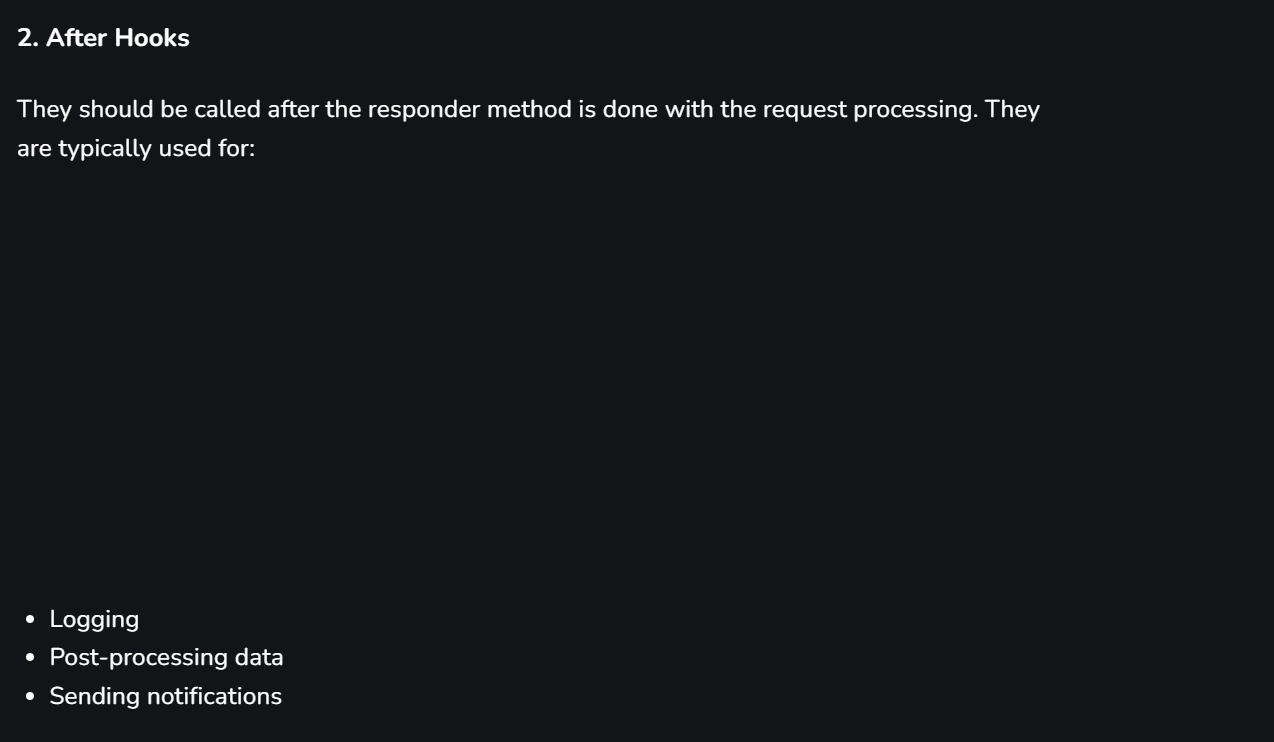 2. After Hooks
They should be called after the responder method is done with the request processing. They
are typically used for:
• Logging
• Post-processing data
• Sending notifications